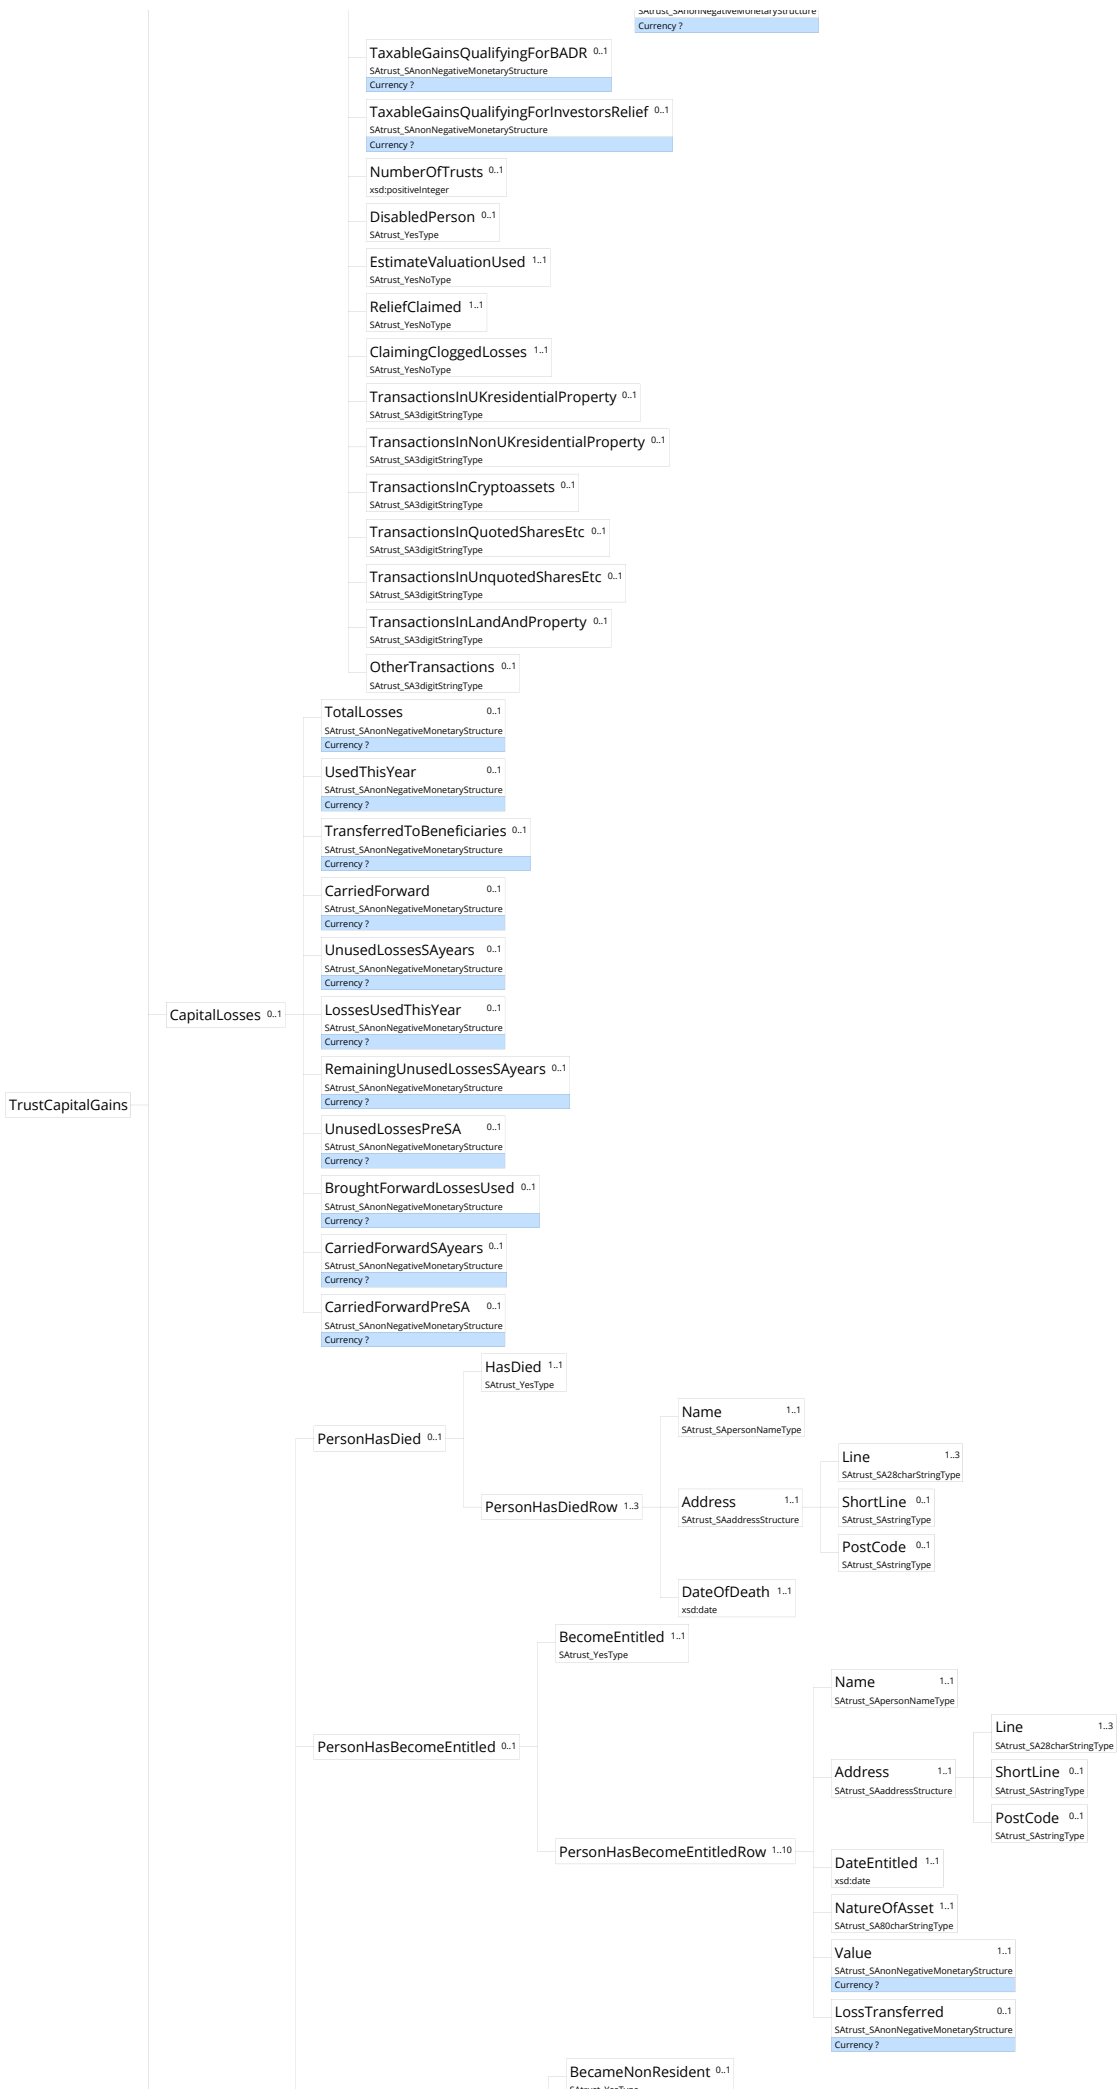 SAtrust_SAnonNegativeMonetaryStructure
Currency ?
TaxableGainsQualifyingForBADR 0..1
SAtrust_SAnonNegativeMonetaryStructure
Currency ?
TaxableGainsQualifyingForInvestorsRelief 0..1
SAtrust_SAnonNegativeMonetaryStructure
Currency ?
NumberOfTrusts 0..1
xsd:positiveInteger
DisabledPerson 0..1
SAtrust_YesType
EstimateValuationUsed 1..1
SAtrust_YesNoType
ReliefClaimed 1..1
SAtrust_YesNoType
ClaimingCloggedLosses 1..1
SAtrust_YesNoType
TransactionsInUKresidentialProperty 0..1
SAtrust_SA3digitStringType
TransactionsInNonUKresidentialProperty 0..1
SAtrust_SA3digitStringType
TransactionsInCryptoassets 0..1
SAtrust_SA3digitStringType
TransactionsInQuotedSharesEtc 0..1
SAtrust_SA3digitStringType
TransactionsInUnquotedSharesEtc 0..1
SAtrust_SA3digitStringType
TransactionsInLandAndProperty 0..1
SAtrust_SA3digitStringType
OtherTransactions 0..1
SAtrust_SA3digitStringType
TotalLosses 0..1
SAtrust_SAnonNegativeMonetaryStructure
Currency ?
UsedThisYear 0..1
SAtrust_SAnonNegativeMonetaryStructure
Currency ?
TransferredToBeneficiaries 0..1
SAtrust_SAnonNegativeMonetaryStructure
Currency ?
CarriedForward 0..1
SAtrust_SAnonNegativeMonetaryStructure
Currency ?
UnusedLossesSAyears 0..1
SAtrust_SAnonNegativeMonetaryStructure
Currency ?
CapitalLosses 0..1
LossesUsedThisYear 0..1
SAtrust_SAnonNegativeMonetaryStructure
Currency ?
RemainingUnusedLossesSAyears 0..1
SAtrust_SAnonNegativeMonetaryStructure
Currency ?
TrustCapitalGains
UnusedLossesPreSA 0..1
SAtrust_SAnonNegativeMonetaryStructure
Currency ?
BroughtForwardLossesUsed 0..1
SAtrust_SAnonNegativeMonetaryStructure
Currency ?
CarriedForwardSAyears 0..1
SAtrust_SAnonNegativeMonetaryStructure
Currency ?
CarriedForwardPreSA 0..1
SAtrust_SAnonNegativeMonetaryStructure
Currency ?
HasDied 1..1
SAtrust_YesType
PersonHasDied 0..1
Name 1..1
SAtrust_SApersonNameType
Line 1..3
SAtrust_SA28charStringType
PersonHasDiedRow 1..3
Address 1..1
SAtrust_SAaddressStructure
ShortLine 0..1
SAtrust_SAstringType
PostCode 0..1
SAtrust_SAstringType
DateOfDeath 1..1
xsd:date
BecomeEntitled 1..1
SAtrust_YesType
PersonHasBecomeEntitled 0..1
Name 1..1
SAtrust_SApersonNameType
Line 1..3
SAtrust_SA28charStringType
Address 1..1
SAtrust_SAaddressStructure
ShortLine 0..1
SAtrust_SAstringType
PostCode 0..1
SAtrust_SAstringType
PersonHasBecomeEntitledRow 1..10
DateEntitled 1..1
xsd:date
NatureOfAsset 1..1
SAtrust_SA80charStringType
Value 1..1
SAtrust_SAnonNegativeMonetaryStructure
Currency ?
LossTransferred 0..1
SAtrust_SAnonNegativeMonetaryStructure
Currency ?
BecameNonResident 0..1
SAtrust_YesType